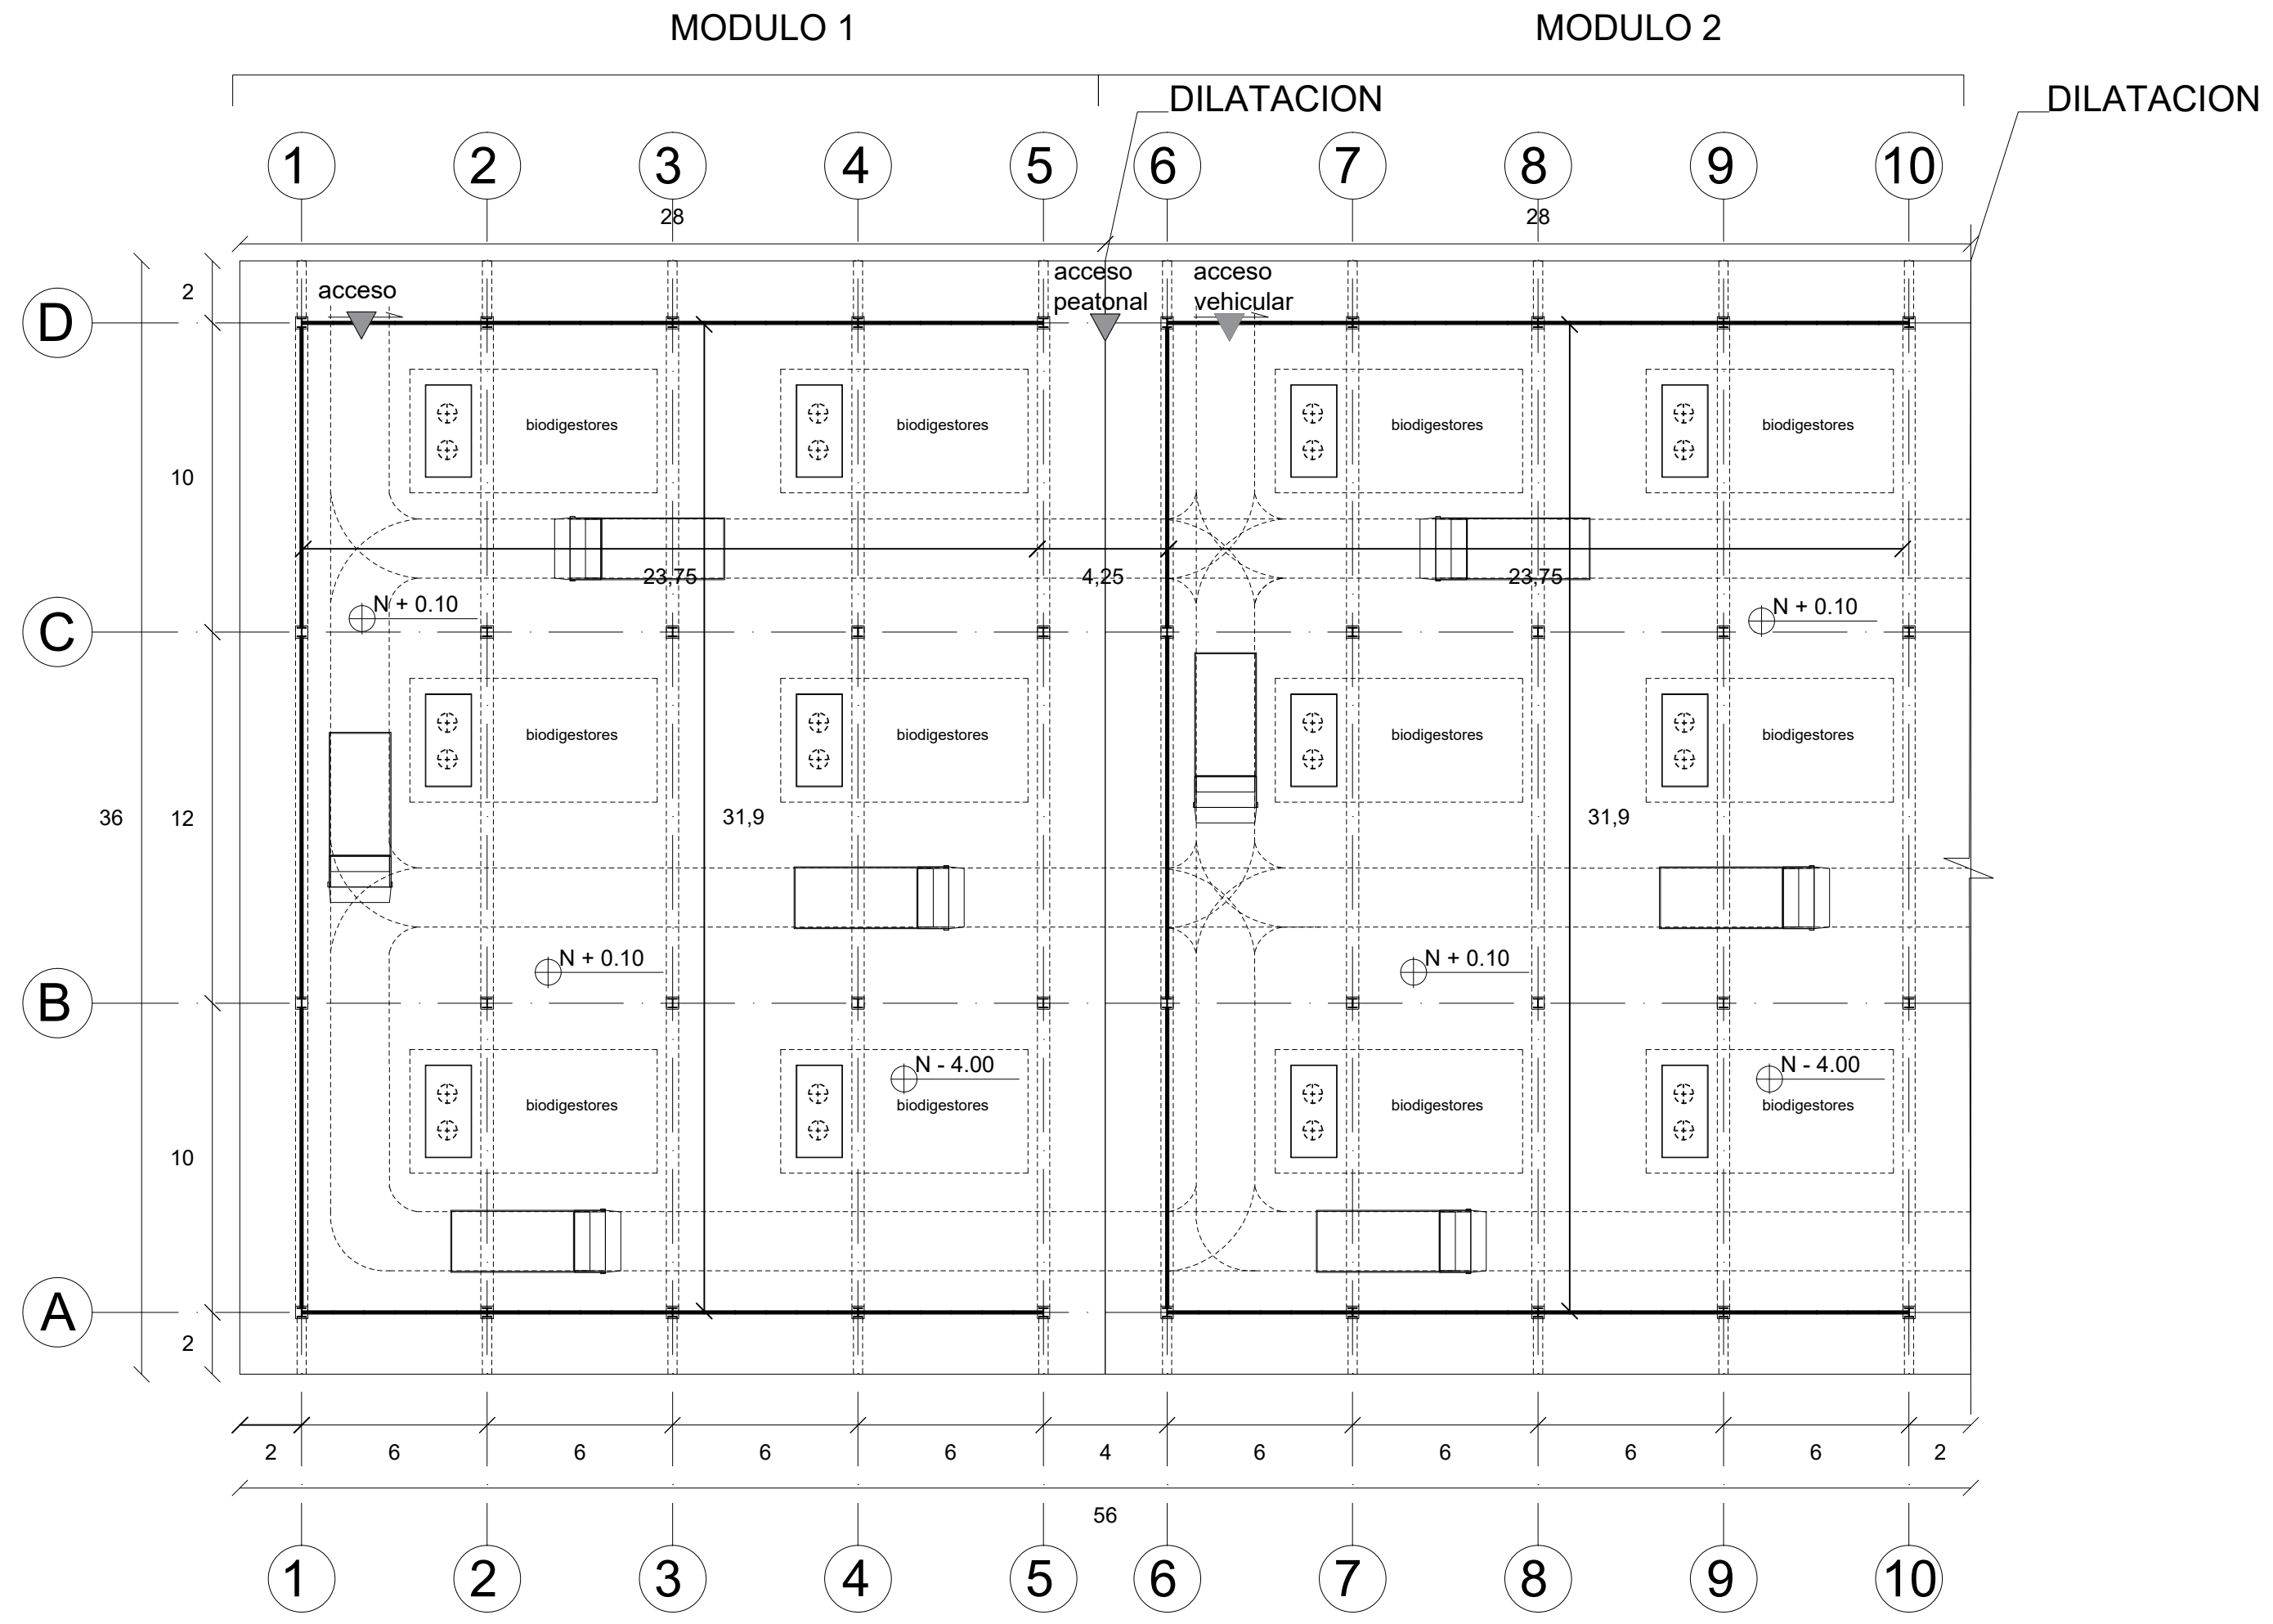 MODULO 1
MODULO 2
DILATACION
DILATACION
1
2
3
4
5
6
7
8
9
10
28
28
acceso
acceso
peatonal
acceso
vehicular
D
2
biodigestores
biodigestores
biodigestores
biodigestores
10
23,75
4,25
23,75
N + 0.10
N + 0.10
C
biodigestores
biodigestores
biodigestores
biodigestores
36
12
31,9
31,9
N + 0.10
N + 0.10
B
N - 4.00
N - 4.00
biodigestores
biodigestores
biodigestores
biodigestores
10
A
2
2
6
6
6
6
4
6
6
6
6
2
56
1
2
3
4
5
6
7
8
9
10